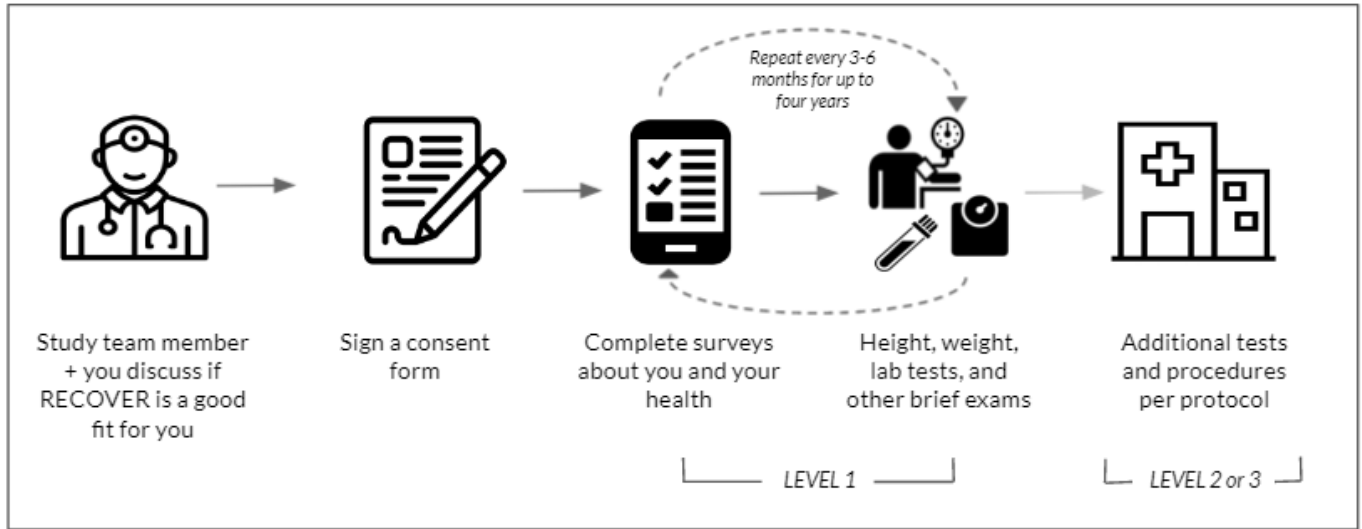 Repeat every 3-6
months for up to
four years
Study team member
+ you discuss if
RECOVER is a good
fit for you
Sign a consent
form
Complete surveys
about you and your
health
Height, weight,
lab tests, and
other brief exams
Additional tests
and procedures
per protocol
LEVEL 1
LEVEL 2 or 3